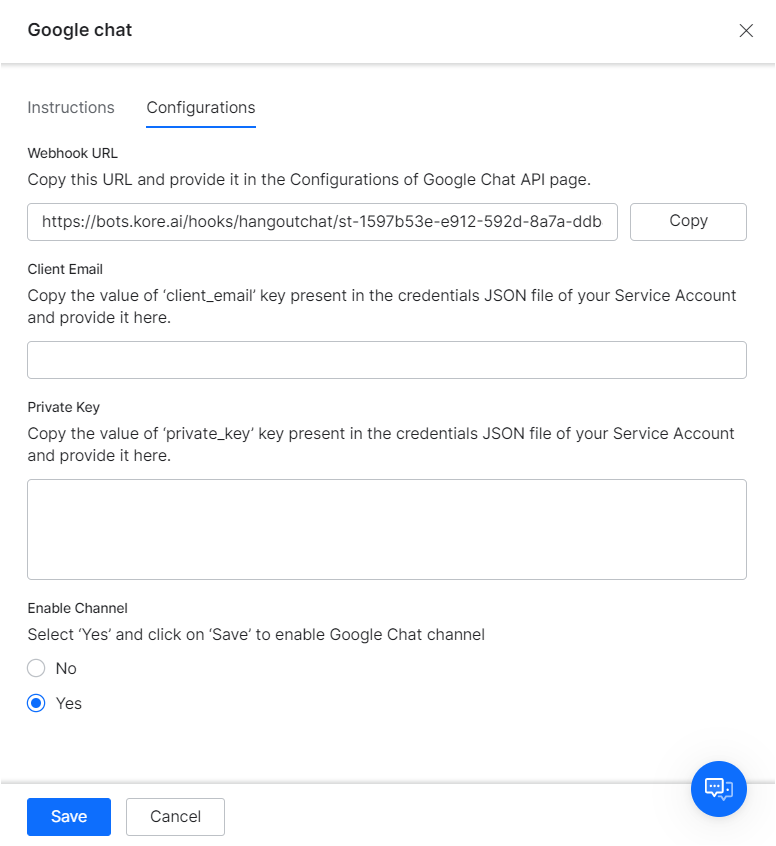 Google chat
Instructions
Configurations
Webhook URL
Copy this URL and provide it in the Configurations of Google Chat API page.
https://bots.kore.ai/hooks/hangoutchat/st-1597b53e-e912-592d-8a7a-ddb
Copy
Client Email
Copy the value of ‘client_email’ key present in the credentials JSON file of your Service Account
and provide it here.
Private Key
Copy the value of ‘private_key’ key present in the credentials JSON file of your Service Account
and provide it here.
Enable Channel
Select ‘Yes’ and click on ‘Save’ to enable Google Chat channel
No
Yes
Save
Cancel